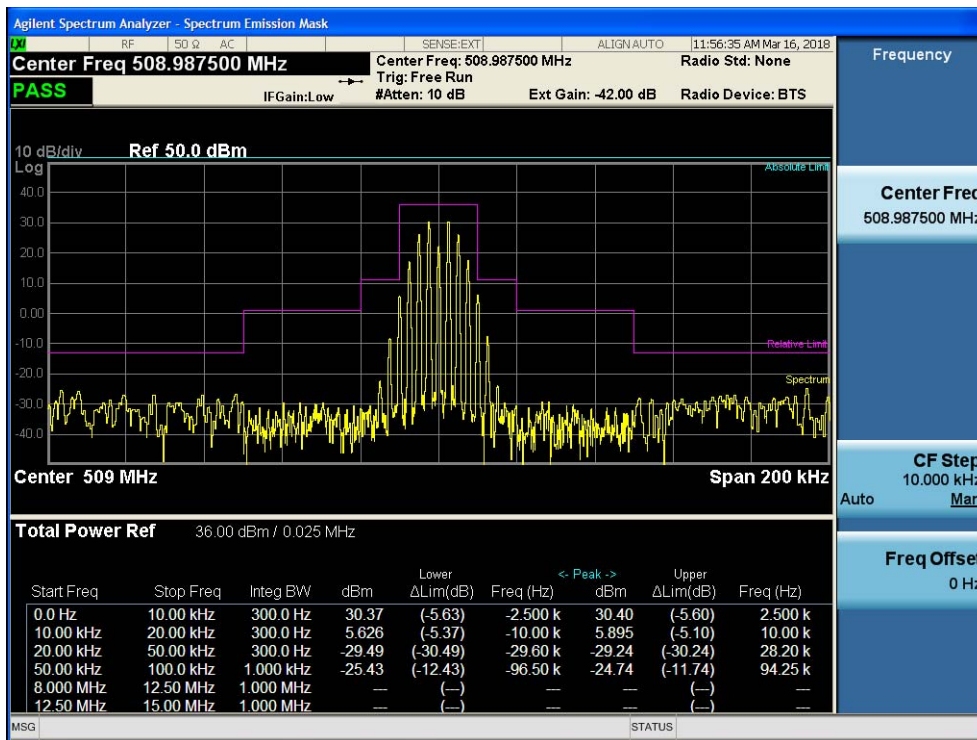 Agilent Spectrum Analyzer - Spectrum Emission Mask
LXI RF 50 Ω AC SENSE:EXT ALIGN AUTO 11:56:35 AM Mar 16, 2018
Center Freq 508.987500 MHz Center Freq: 508.987500 MHz Radio Std: None
Trig: Free Run
PASS IFGain:Low #Atten: 10 dB Ext Gain: -42.00 dB Radio Device: BTS
10 dB/div Ref 50.0 dBm
Log
Absolute Limit
40.0
30.0
20.0
10.0
0.00
-10.0
Relative Limit
-20.0
Spectrum
-30.0
-40.0
Center 509 MHz Span 200 kHz
Total Power Ref 36.00 dBm / 0.025 MHz
Lower <- Peak -> Upper
Start Freq Stop Freq Integ BW dBm ΔLim(dB) Freq (Hz) dBm ΔLim(dB) Freq (Hz)
0.0 Hz 10.00 kHz 300.0 Hz 30.37 (-5.63) -2.500 k 30.40 (-5.60) 2.500 k
10.00 kHz 20.00 kHz 300.0 Hz 5.626 (-5.37) -10.00 k 5.895 (-5.10) 10.00 k
20.00 kHz 50.00 kHz 300.0 Hz -29.49 (-30.49) -29.60 k -29.24 (-30.24) 28.20 k
50.00 kHz 100.0 kHz 1.000 kHz -25.43 (-12.43) -96.50 k -24.74 (-11.74) 94.25 k
8.000 MHz 12.50 MHz 1.000 MHz --- (---) --- --- (---) ---
12.50 MHz 15.00 MHz 1.000 MHz --- (---) --- --- (---) ---
MSG STATUS
Frequency
Center Freq
508.987500 MHz
CF Step
10.000 kHz
Auto Man
Freq Offset
0 Hz